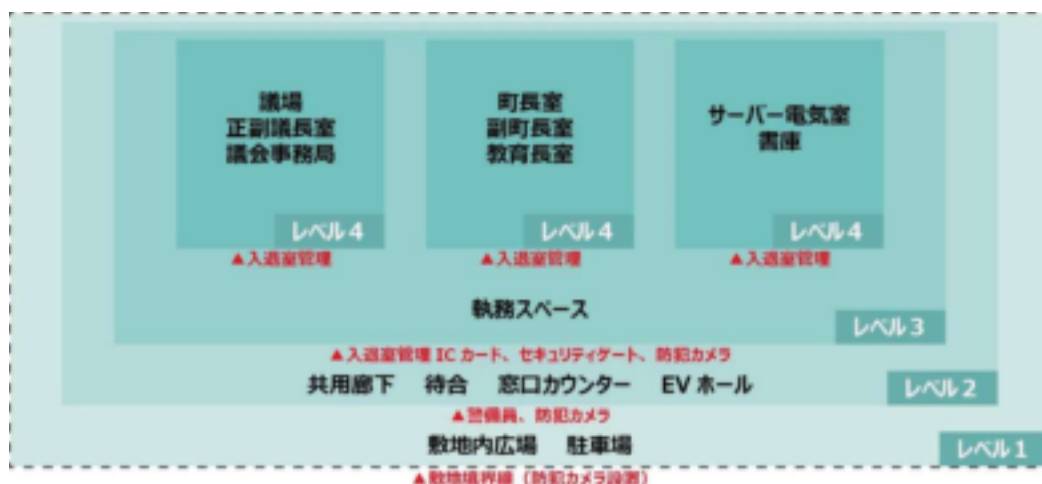 議場
正副議長室
議会事務局
レベル4
▲入退室管理
町長室
副町長室
教育長室
レベル4
▲入退室管理
サーバー電気室
書庫
レベル4
▲入退室管理
執務スペース
レベル3
▲入退室管理 IC カード、セキュリティゲート、防犯カメラ
共用廊下 待合 窓口カウンター EV ホール
レベル2
▲警備員、防犯カメラ
敷地内広場 駐車場
レベル1
▲敷地境界線（防犯カメラ設置）